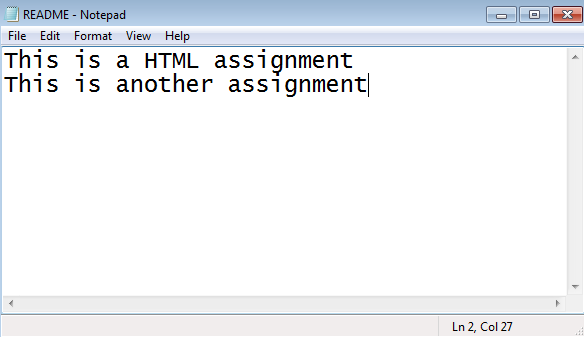 README - Notepad
File Edit Format View Help
This is a HTML assignment
This is another assignment
Ln 2, Col 27